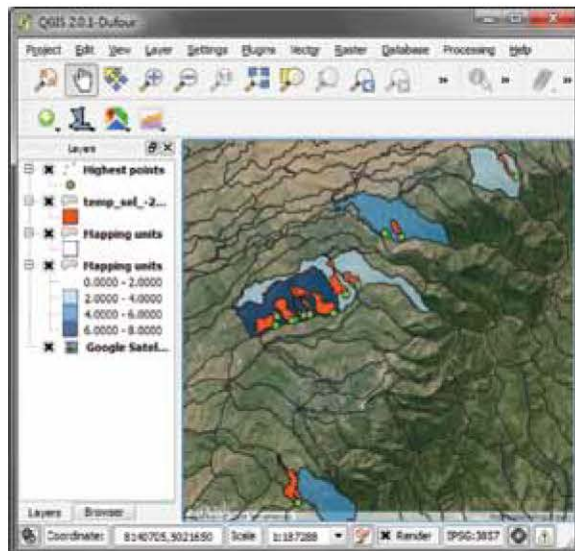 QGIS 2.0.1-Dufour
Project Edit View Layer Settings Plugins Vector Raster Database Processing Help
» » »
Layers
Highest points
temp_sel_-2...
Mapping units
Mapping units
0.0000 - 2.0000
2.0000 - 4.0000
4.0000 - 6.0000
6.0000 - 8.0000
Google Satel...
Layers Browser
Coordinate: 8140705,5021650 Scale 1:187288 Render EPSG:3857